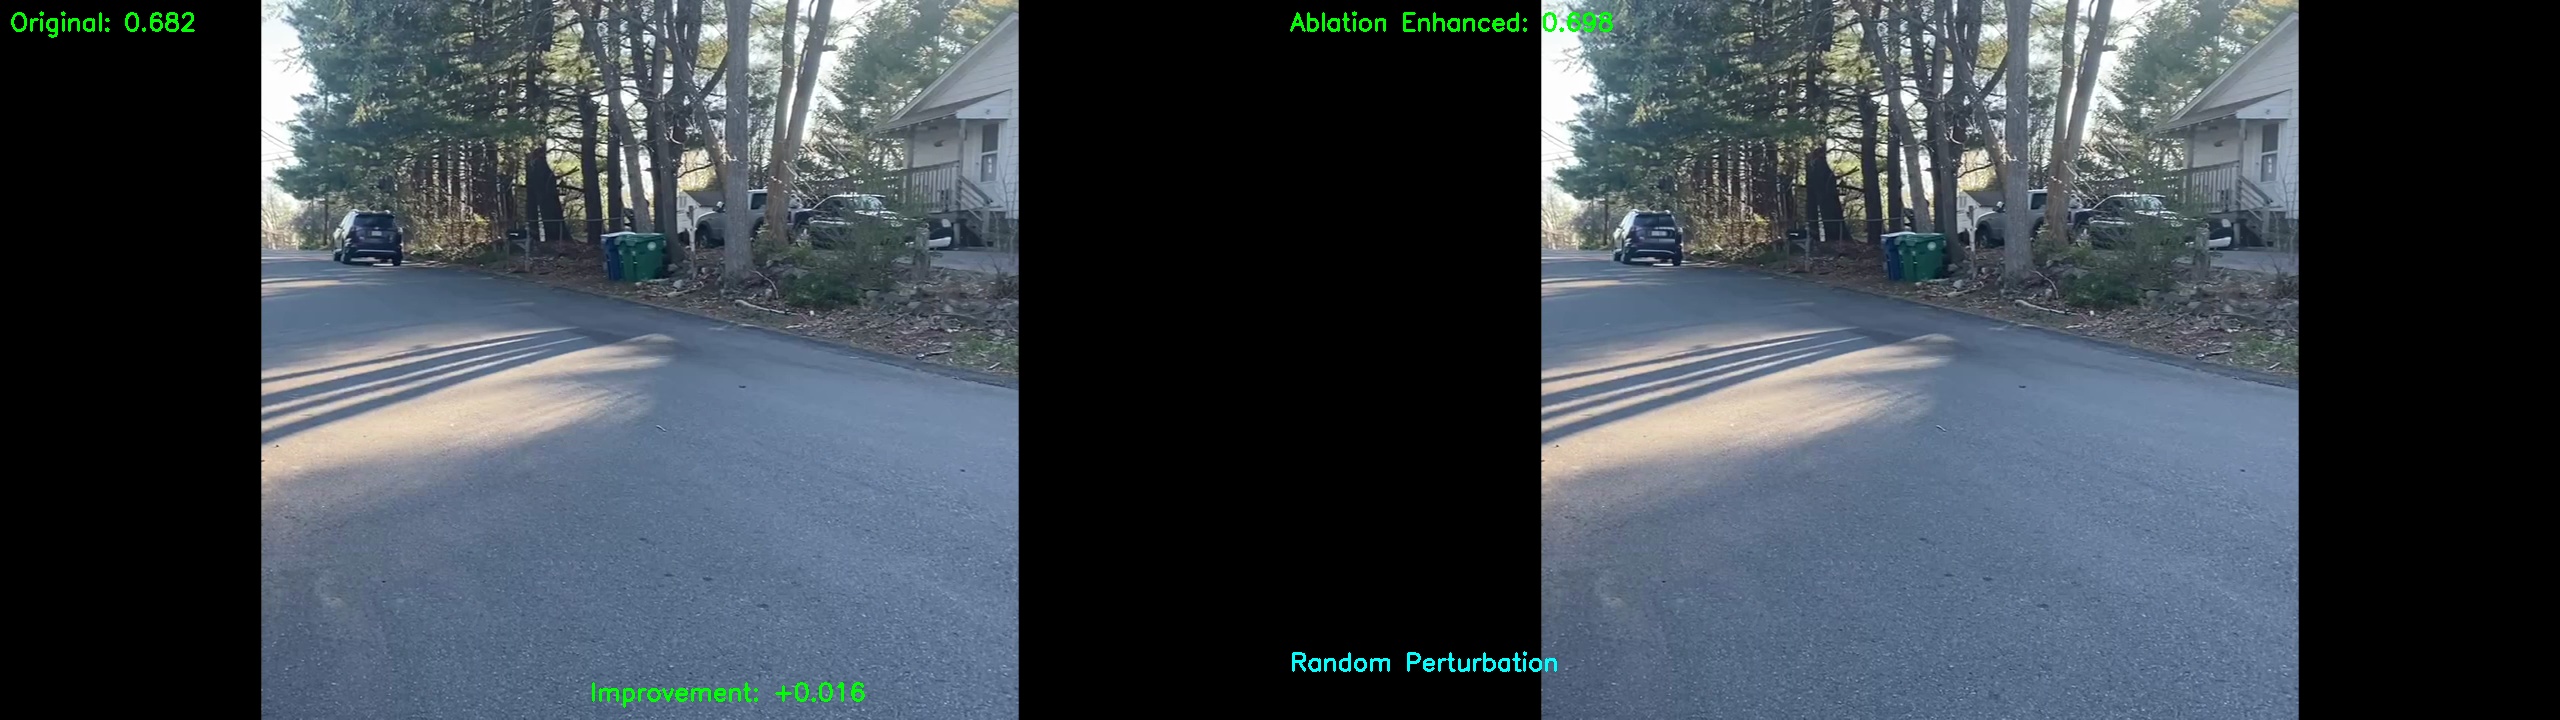 Original: 0.682
Ablation Enhanced: 0.698
Random Perturbation
Improvement: +0.016